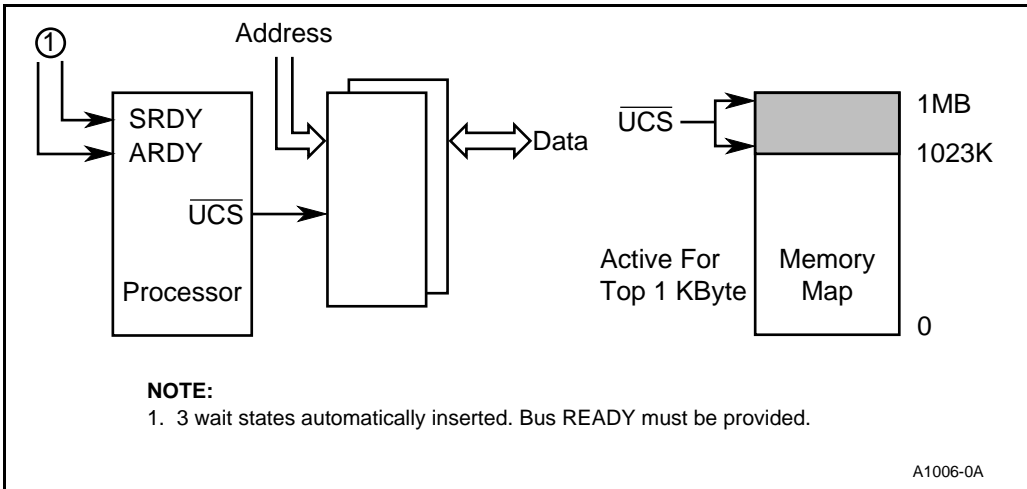 ①
Address
SRDY
ARDY
UCS
Processor
Data
UCS
1MB
1023K
Active For
Top 1 KByte
Memory
Map
0
NOTE:
1. 3 wait states automatically inserted. Bus READY must be provided.
A1006-0A